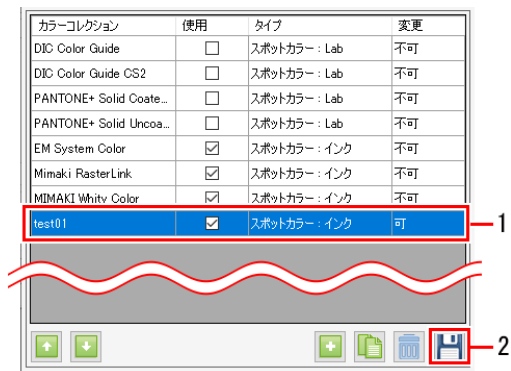 カラーコレクション 使用 タイプ 変更
DIC Color Guide スポットカラー：Lab 不可
DIC Color Guide CS2 スポットカラー：Lab 不可
PANTONE+ Solid Coate... スポットカラー：Lab 不可
PANTONE+ Solid Uncoa... スポットカラー：Lab 不可
EM System Color スポットカラー：インク 不可
Mimaki RasterLink スポットカラー：インク 不可
MIMAKI Whity Color スポットカラー：インク 不可
test01 スポットカラー：インク 可 1
2